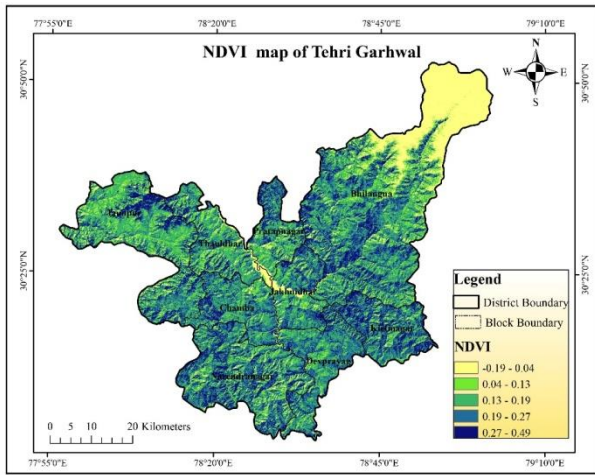 77°55'0"E 78°20'0"E 78°45'0"E 79°10'0"E
NDVI map of Tehri Garhwal
N
W E
S
30°50'0"N 30°50'0"N
Bhilangna
Jaunpur
Pratapnagar
Thauldhar
30°25'0"N 30°25'0"N
Jakhnidhar
Chamba
Kirtinagar
Devprayag
Narendranagar
Legend
District Boundary
Block Boundary
NDVI
-0.19 - 0.04
0.04 - 0.13
0.13 - 0.19
0.19 - 0.27
0.27 - 0.49
0 5 10 20 Kilometers
77°55'0"E 78°20'0"E 78°45'0"E 79°10'0"E